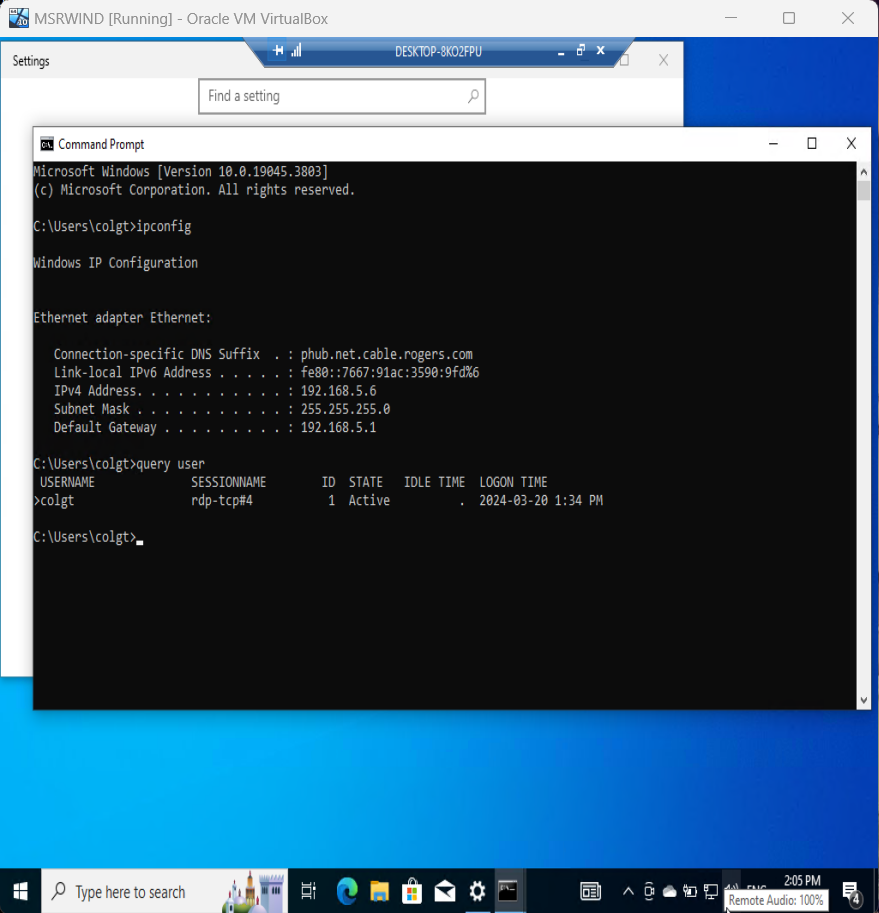 MSRWIND [Running] - Oracle VM VirtualBox
DESKTOP-8KO2FPU
Settings
Find a setting
Command Prompt
Microsoft Windows [Version 10.0.19045.3803]
(c) Microsoft Corporation. All rights reserved.
C:\Users\colgt>ipconfig
Windows IP Configuration
Ethernet adapter Ethernet:
Connection-specific DNS Suffix . : phub.net.cable.rogers.com
Link-local IPv6 Address . . . . . : fe80::7667:91ac:3590:9fd%6
IPv4 Address. . . . . . . . . . . : 192.168.5.6
Subnet Mask . . . . . . . . . . . : 255.255.255.0
Default Gateway . . . . . . . . . : 192.168.5.1
C:\Users\colgt>query user
USERNAME SESSIONNAME ID STATE IDLE TIME LOGON TIME
>colgt rdp-tcp#4 1 Active . 2024-03-20 1:34 PM
C:\Users\colgt>
Type here to search
2:05 PM
Remote Audio: 100%
4